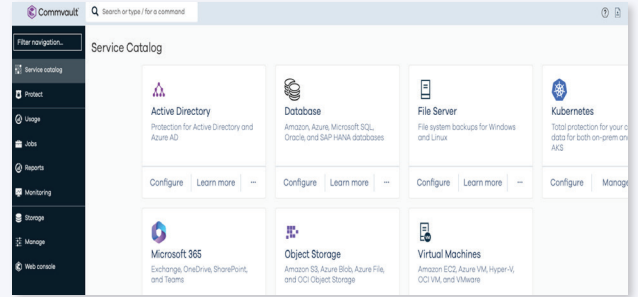 Commvault
Search or type / for a command
Filter navigation...
Service Catalog
Service catalog
Protect
Usage
Jobs
Reports
Monitoring
Storage
Manage
Web console
Active Directory
Protection for Active Directory and
Azure AD
Configure
Learn more
...
Database
Amazon, Azure, Microsoft SQL,
Oracle, and SAP HANA databases
Configure
Learn more
...
File Server
File system backups for Windows
and Linux
Configure
Learn more
...
Kubernetes
Total protection for your c
data for both on-prem an
AKS
Configure
Manage
Microsoft 365
Exchange, OneDrive, SharePoint,
and Teams
Object Storage
Amazon S3, Azure Blob, Azure File,
and OCI Object Storage
Virtual Machines
Amazon EC2, Azure VM, Hyper-V,
OCI VM, and VMware